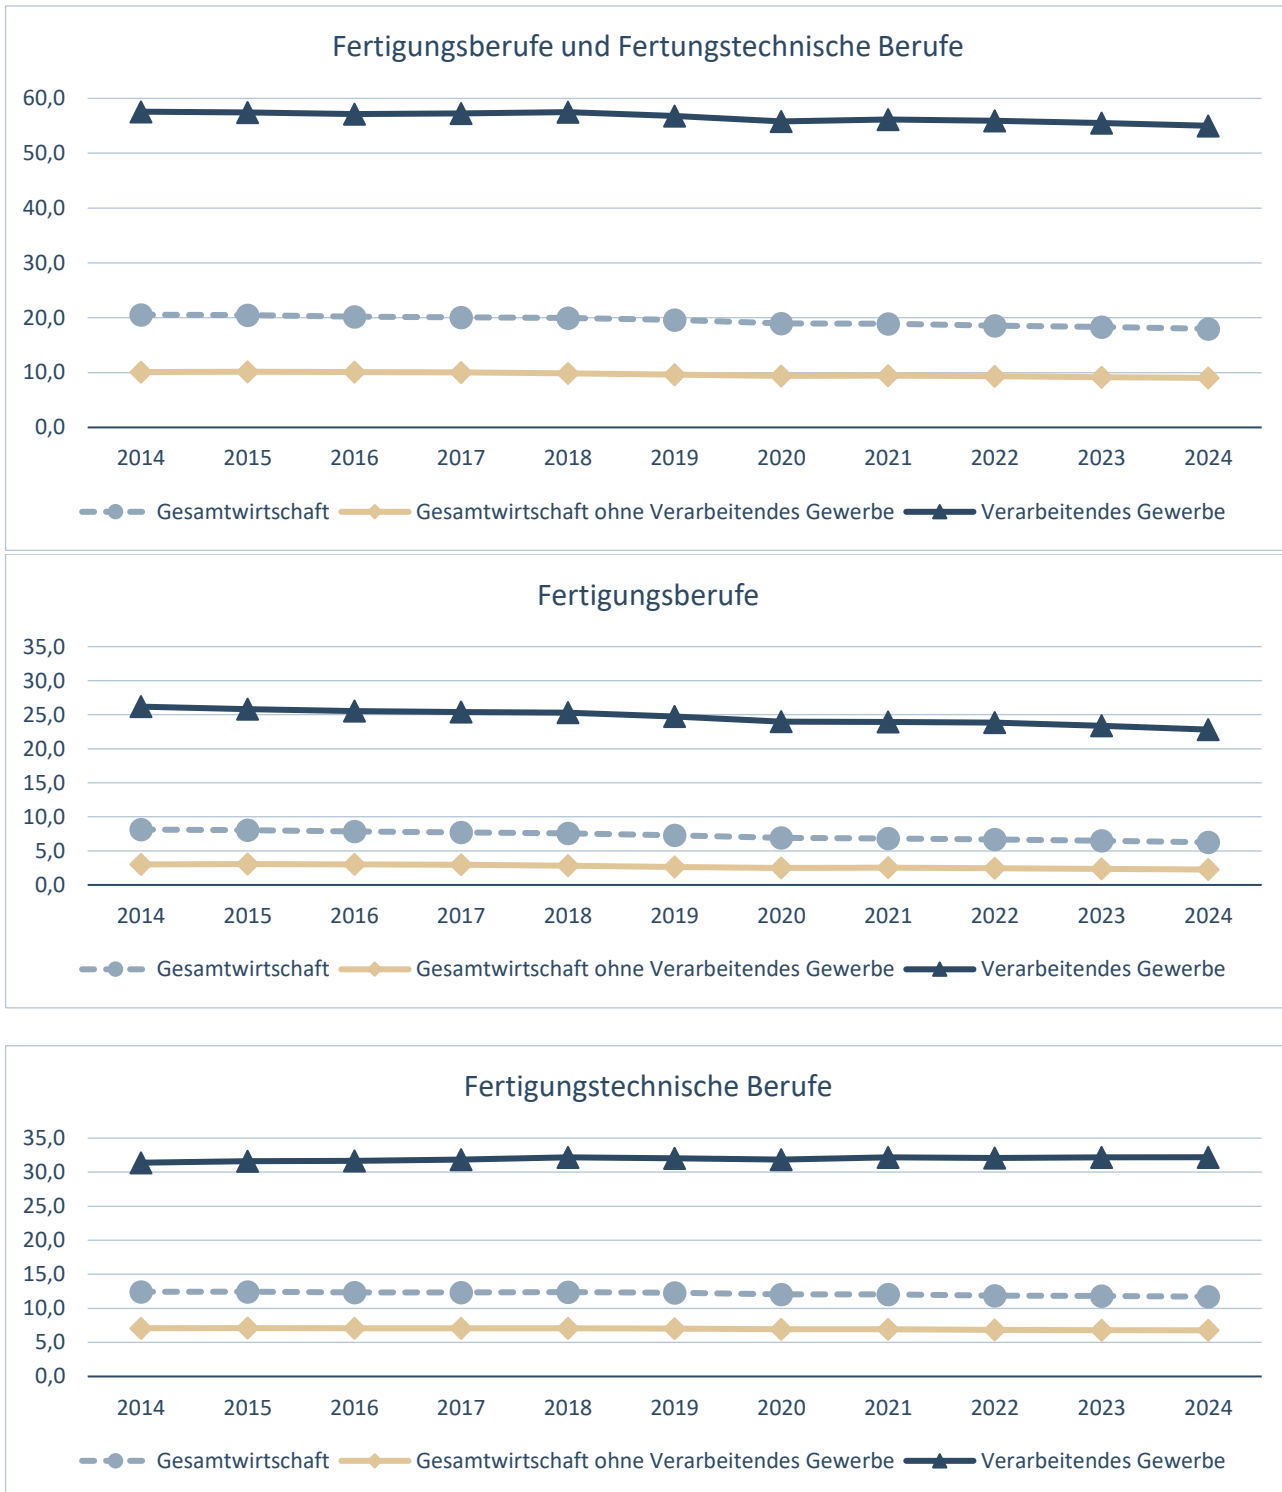 Fertigungsberufe und Fertungstechnische Berufe
60,0
50,0
40,0
30,0
20,0
10,0
0,0
2014 2015 2016 2017 2018 2019 2020 2021 2022 2023 2024
Gesamtwirtschaft Gesamtwirtschaft ohne Verarbeitendes Gewerbe Verarbeitendes Gewerbe
Fertigungsberufe
35,0
30,0
25,0
20,0
15,0
10,0
5,0
0,0
2014 2015 2016 2017 2018 2019 2020 2021 2022 2023 2024
Gesamtwirtschaft Gesamtwirtschaft ohne Verarbeitendes Gewerbe Verarbeitendes Gewerbe
Fertigungstechnische Berufe
35,0
30,0
25,0
20,0
15,0
10,0
5,0
0,0
2014 2015 2016 2017 2018 2019 2020 2021 2022 2023 2024
Gesamtwirtschaft Gesamtwirtschaft ohne Verarbeitendes Gewerbe Verarbeitendes Gewerbe